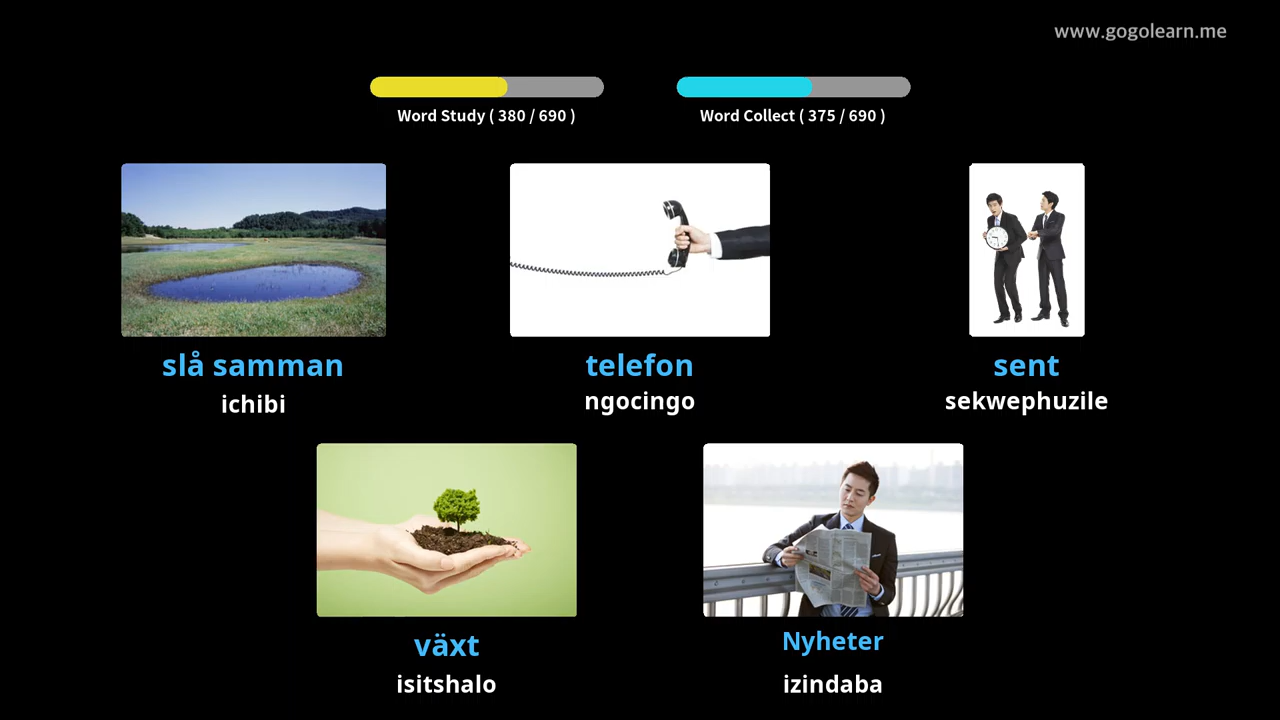 www.gogolearn.me
Word Study ( 380 / 690 )
Word Collect ( 375 / 690 )
slå samman
ichibi
telefon
ngocingo
sent
sekwephuzile
växt
isitshalo
Nyheter
izindaba